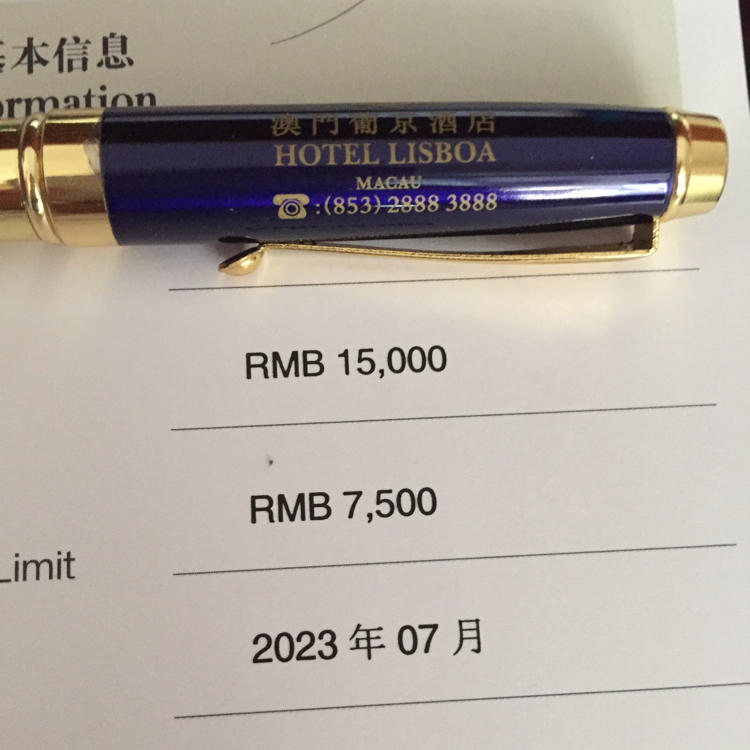 基本信息
ormation
澳門葡京酒店
HOTEL LISBOA
MACAU
☎:(853) 2888 3888
RMB 15,000
RMB 7,500
Limit
2023 年 07 月